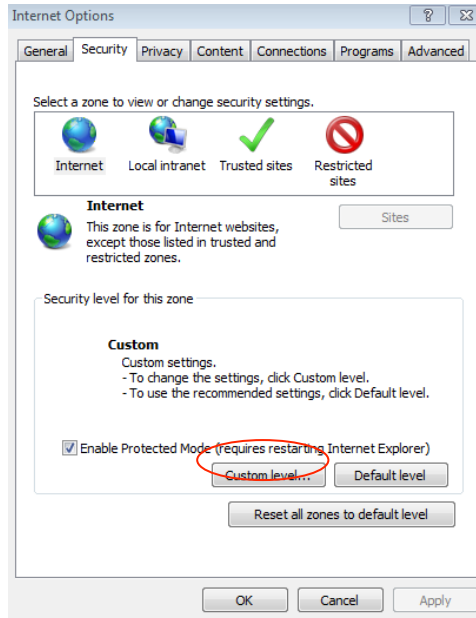 Internet Options
General Security Privacy Content Connections Programs Advanced
Select a zone to view or change security settings.
Internet Local intranet Trusted sites Restricted sites
Internet
Sites
This zone is for Internet websites,
except those listed in trusted and
restricted zones.
Security level for this zone
Custom
Custom settings.
- To change the settings, click Custom level.
- To use the recommended settings, click Default level.
Enable Protected Mode (requires restarting Internet Explorer)
Custom level... Default level
Reset all zones to default level
OK Cancel Apply